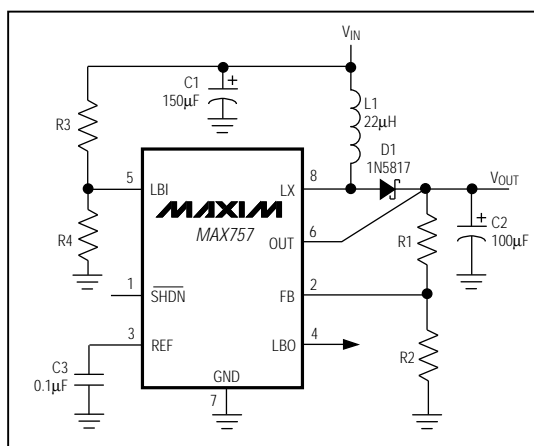 VIN
C1
150µF
+
L1
22µH
D1
1N5817
R3
5
LBI
LX
8
VOUT
MAXIM
MAX757
OUT
6
R1
+
C2
100µF
R4
1
SHDN
FB
2
3
REF
LBO
4
R2
C3
0.1µF
GND
7